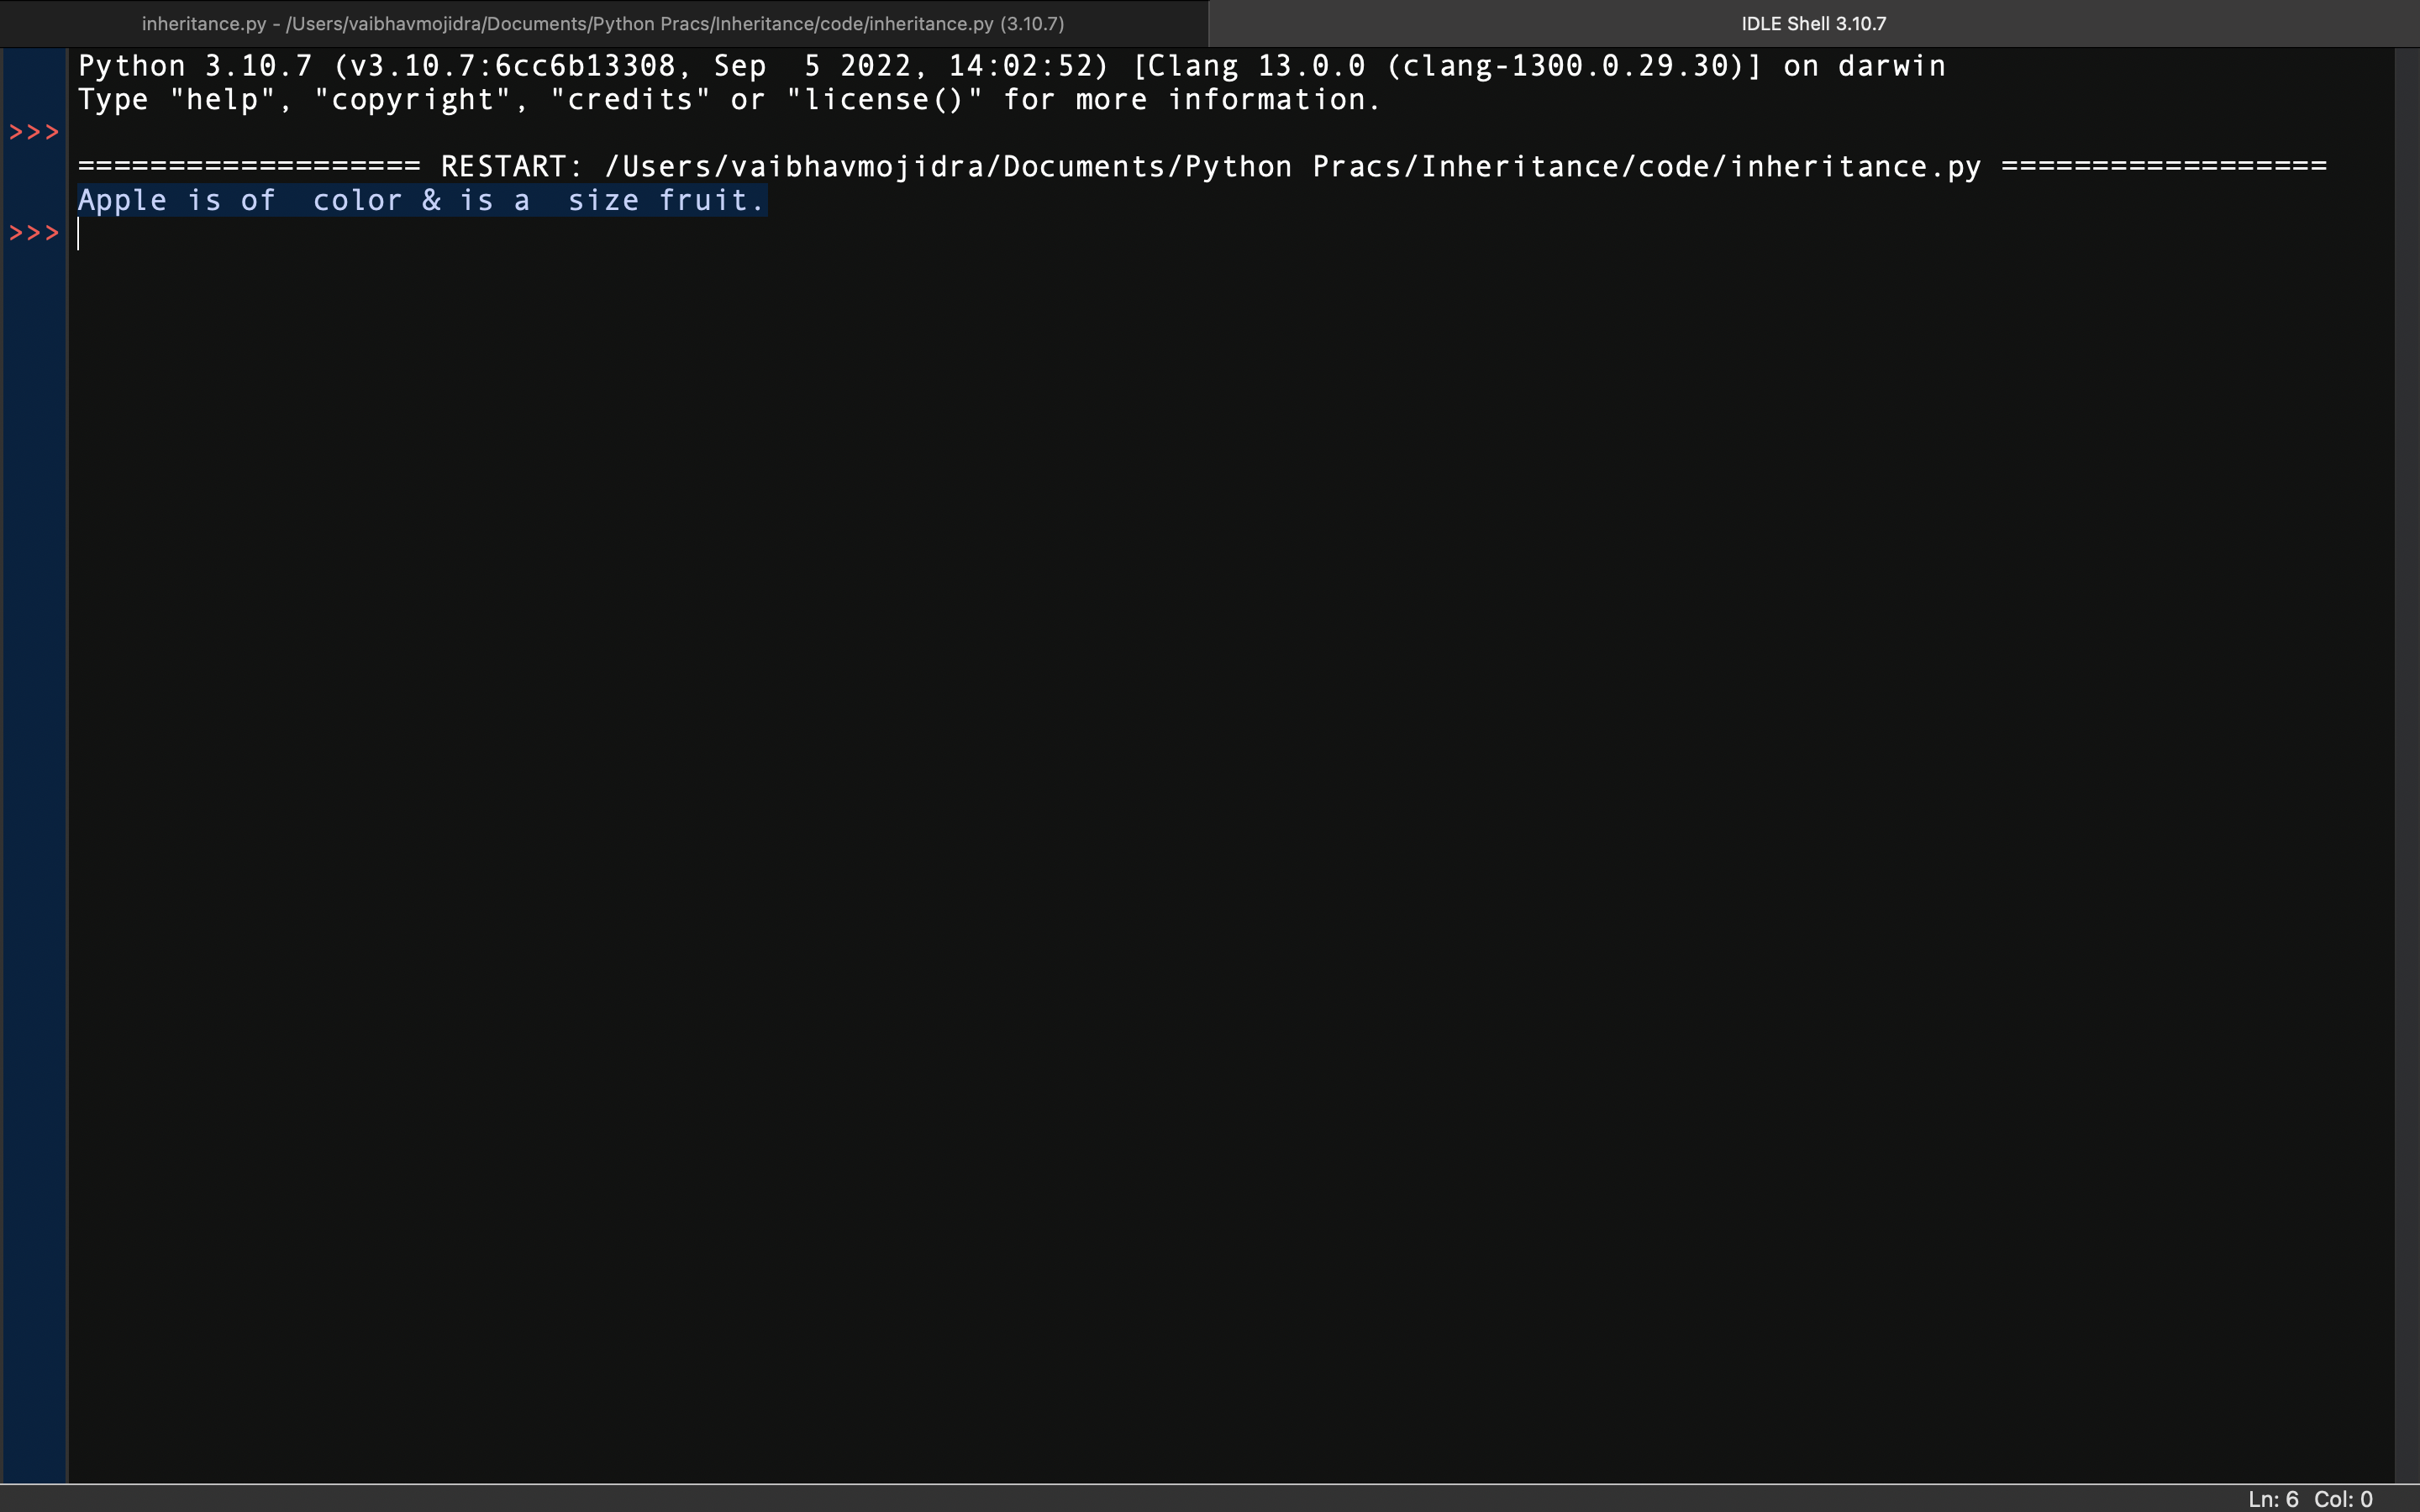 inheritance.py - /Users/vaibhavmojidra/Documents/Python Pracs/Inheritance/code/inheritance.py (3.10.7)
IDLE Shell 3.10.7
Python 3.10.7 (v3.10.7:6cc6b13308, Sep  5 2022, 14:02:52) [Clang 13.0.0 (clang-1300.0.29.30)] on darwin
Type "help", "copyright", "credits" or "license()" for more information.
>>>
=================== RESTART: /Users/vaibhavmojidra/Documents/Python Pracs/Inheritance/code/inheritance.py ==================
Apple is of  color & is a  size fruit.
>>>
Ln: 6  Col: 0